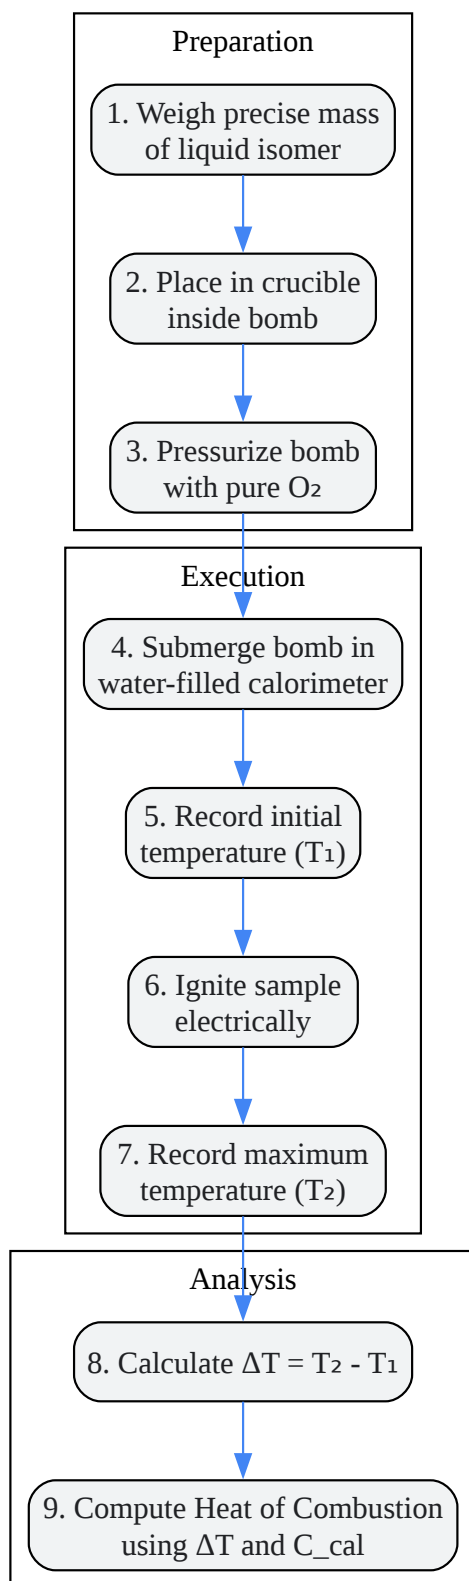 Preparation
1. Weigh precise mass
of liquid isomer
2. Place in crucible
inside bomb
3. Pressurize bomb
with pure O₂
Execution
4. Submerge bomb in
water-filled calorimeter
5. Record initial
temperature (T₁)
6. Ignite sample
electrically
7. Record maximum
temperature (T₂)
Analysis
8. Calculate ΔT = T₂ - T₁
9. Compute Heat of Combustion
using ΔT and C_cal